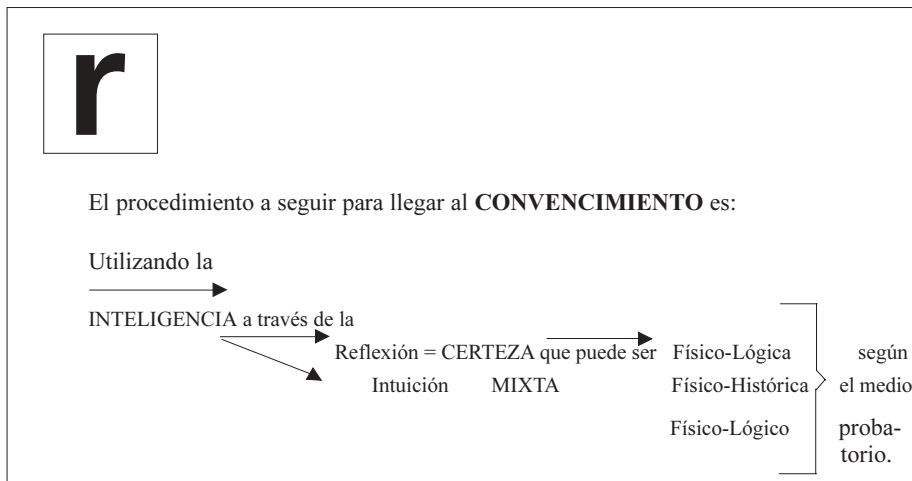 r
El procedimiento a seguir para llegar al CONVENCIMIENTO es:
Utilizando la
INTELIGENCIA a través de la
Reflexión = CERTEZA que puede ser Físico-Lógica según
Intuición MIXTA Físico-Histórica el medio
Físico-Lógico proba-
torio.